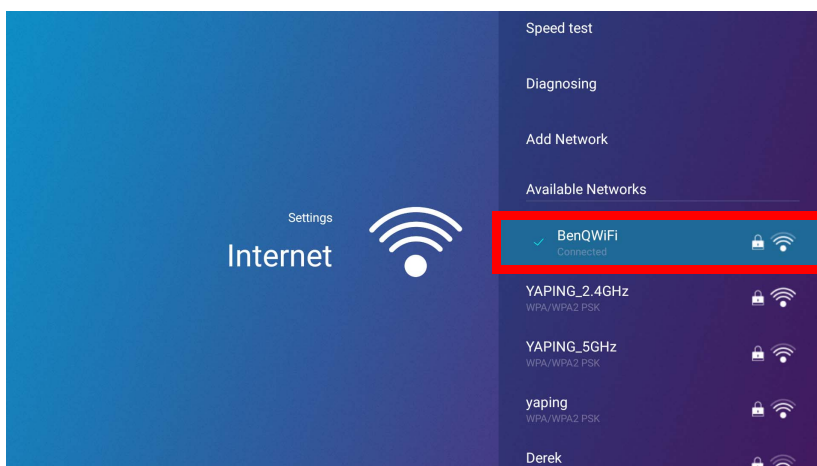 Speed test
Diagnosing
Add Network
Available Networks
Settings
Internet
BenQWiFi
Connected
YAPING_2.4GHz
WPA/WPA2 PSK
YAPING_5GHz
WPA/WPA2 PSK
yaping
WPA/WPA2 PSK
Derek